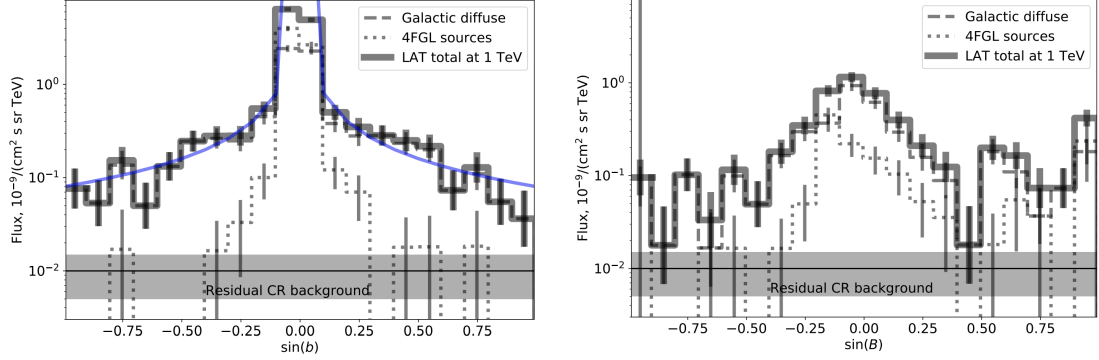 Galactic diffuse
4FGL sources
LAT total at 1 TeV
Flux, 10⁻⁹/(cm² s sr TeV)
10⁰
10⁻¹
10⁻²
Residual CR background
−0.75 −0.50 −0.25 0.00 0.25 0.50 0.75
sin(b)
Galactic diffuse
4FGL sources
LAT total at 1 TeV
Flux, 10⁻⁹/(cm² s sr TeV)
10⁰
10⁻¹
10⁻²
Residual CR background
−0.75 −0.50 −0.25 0.00 0.25 0.50 0.75
sin(B)